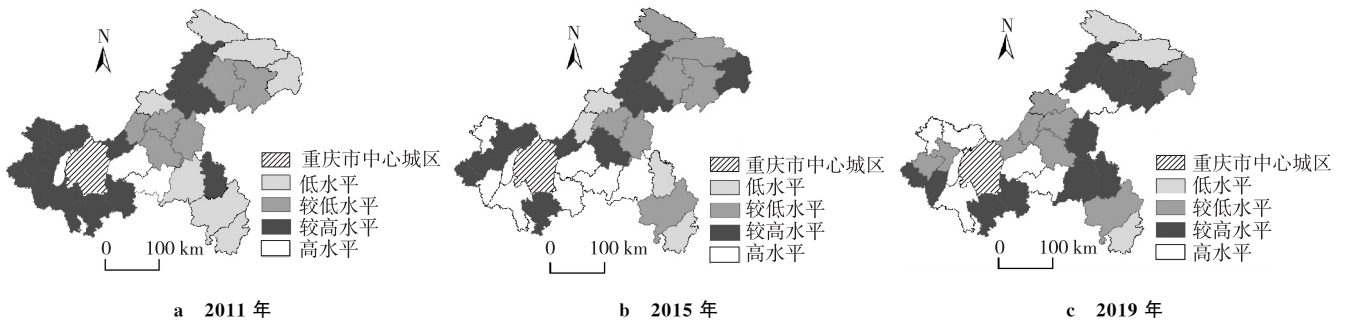 N
重庆市中心城区
低水平
较低水平
较高水平
高水平
0 100 km
a 2011 年
N
重庆市中心城区
低水平
较低水平
较高水平
高水平
0 100 km
b 2015 年
N
重庆市中心城区
低水平
较低水平
较高水平
高水平
0 100 km
c 2019 年